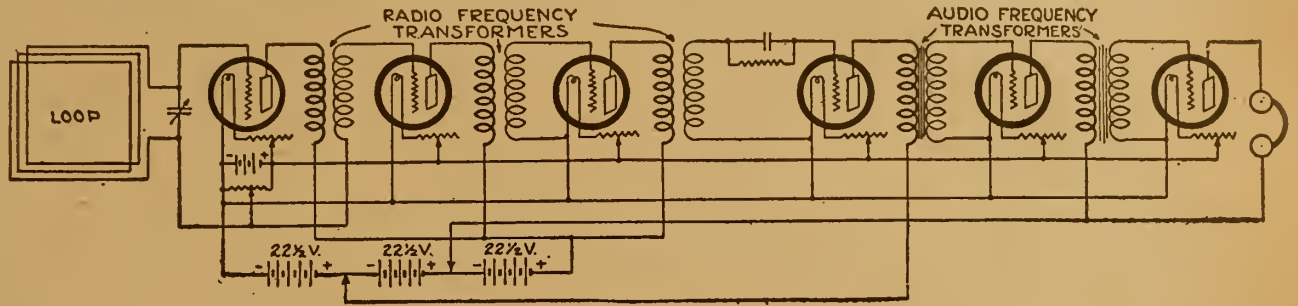 RADIO FREQUENCY
TRANSFORMERS
AUDIO FREQUENCY
TRANSFORMERS
LOOP
- +
22½V. 22½V. 22½V.
- + - + - +